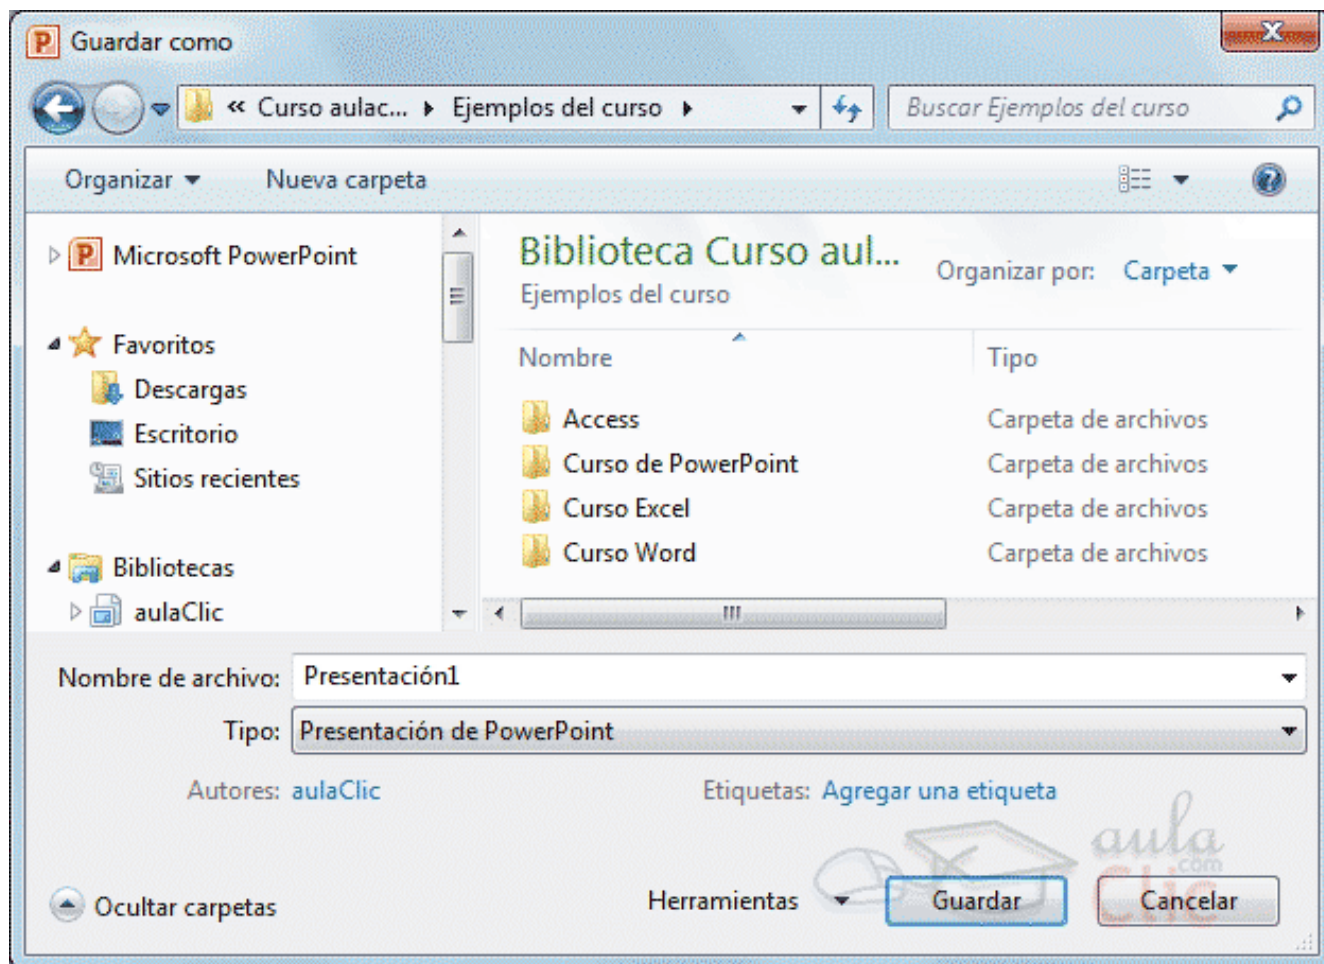 Guardar como
« Curso aulac... Ejemplos del curso
Buscar Ejemplos del curso
Organizar
Nueva carpeta
Microsoft PowerPoint
Favoritos
Descargas
Escritorio
Sitios recientes
Bibliotecas
aulaClic
Biblioteca Curso aul...
Ejemplos del curso
Organizar por: Carpeta
Nombre Tipo
Access Carpeta de archivos
Curso de PowerPoint Carpeta de archivos
Curso Excel Carpeta de archivos
Curso Word Carpeta de archivos
Nombre de archivo: Presentación1
Tipo: Presentación de PowerPoint
Autores: aulaClic
Etiquetas: Agregar una etiqueta
Ocultar carpetas
Herramientas
Guardar
Cancelar
aula
.com
Clic